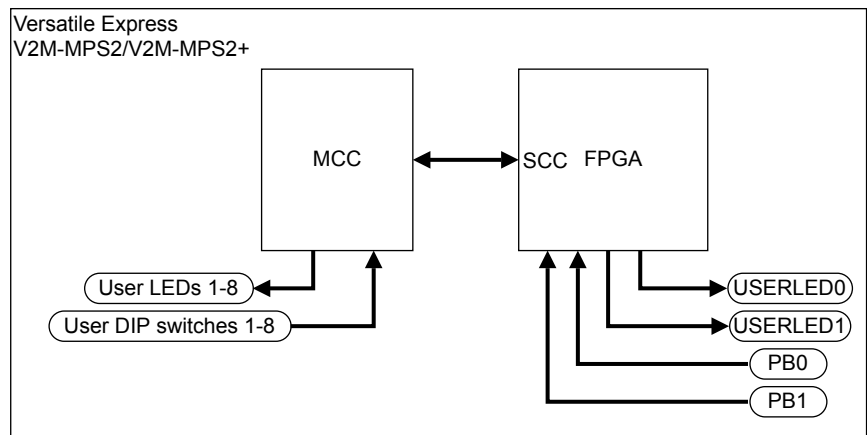 Versatile Express
V2M-MPS2/V2M-MPS2+
MCC
SCC FPGA
User LEDs 1-8
User DIP switches 1-8
USERLED0
USERLED1
PB0
PB1